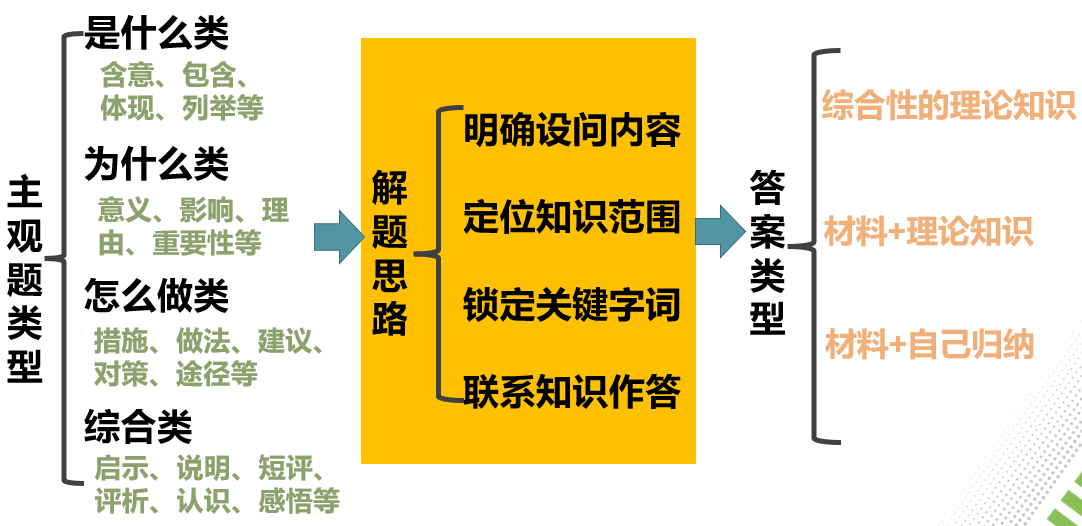 主观题类型
是什么类
含意、包含、
体现、列举等
为什么类
意义、影响、理
由、重要性等
怎么做类
措施、做法、建议、
对策、途径等
综合类
启示、说明、短评、
评析、认识、感悟等
解题思路
明确设问内容
定位知识范围
锁定关键字词
联系知识作答
答案类型
综合性的理论知识
材料+理论知识
材料+自己归纳